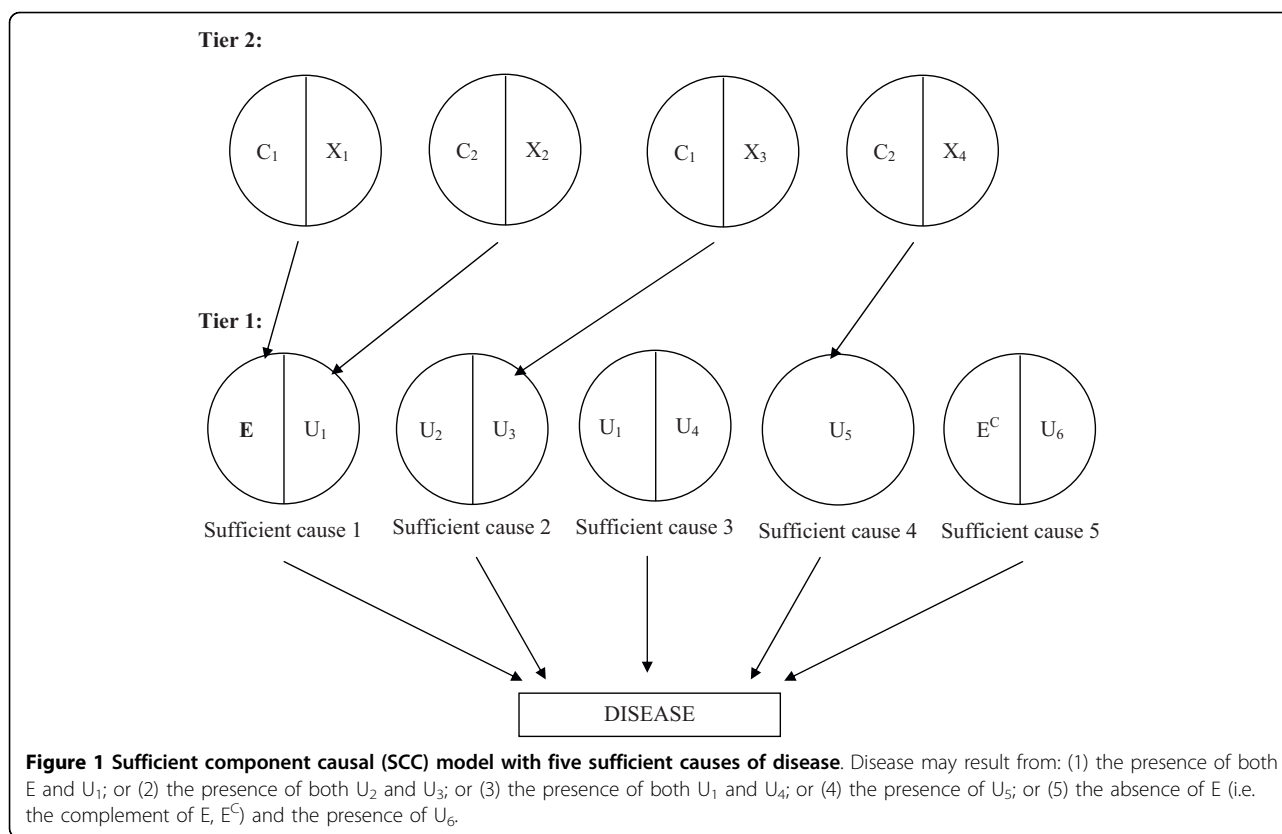 Tier 2:
C₁ X₁ C₂ X₂ C₁ X₃ C₂ X₄
Tier 1:
E U₁ U₂ U₃ U₁ U₄ U₅ Eᶜ U₆
Sufficient cause 1 Sufficient cause 2 Sufficient cause 3 Sufficient cause 4 Sufficient cause 5
DISEASE
Figure 1 Sufficient component causal (SCC) model with five sufficient causes of disease. Disease may result from: (1) the presence of both
E and U₁; or (2) the presence of both U₂ and U₃; or (3) the presence of both U₁ and U₄; or (4) the presence of U₅; or (5) the absence of E (i.e.
the complement of E, Eᶜ) and the presence of U₆.